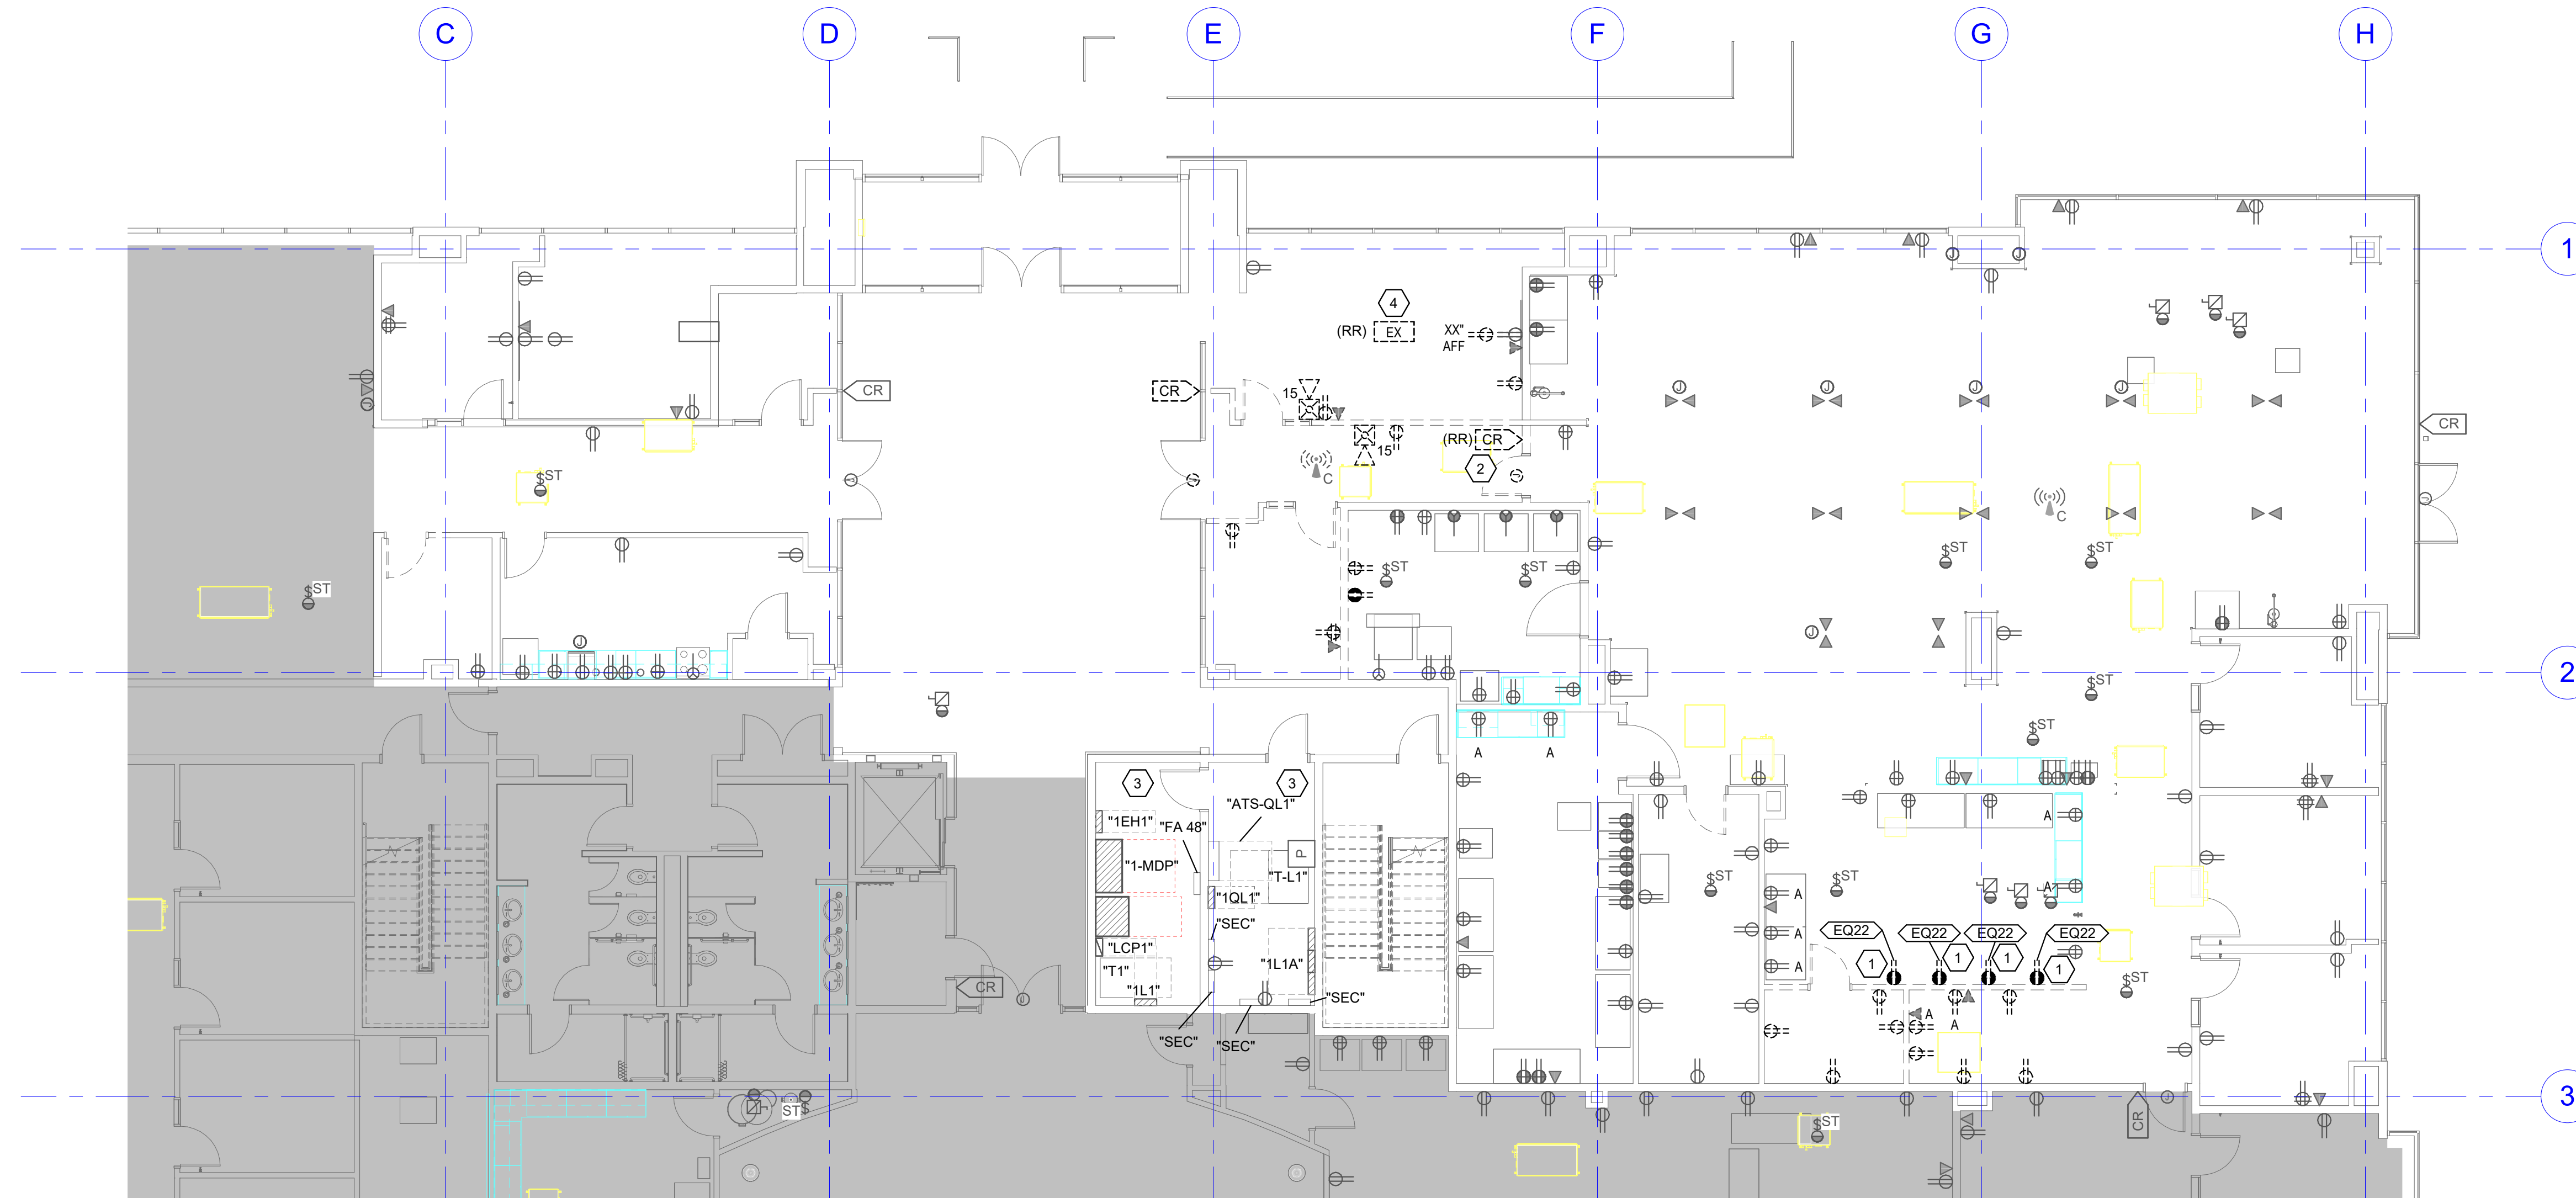 C D E F G H
1
4
(RR) EX XX"
AFF
J J
J J J J
CR CR 15 CR
(RR) CR
15
2
$ST C J
C
J J J
$ST $ST
$ST $ST $ST
J J
2
$ST
$ST
A A
3 3
"ATS-QL1"
"1EH1" "FA 48"
A
"1-MDP" P
"T-L1"
$ST $ST A
"1QL1" A
"SEC"
EQ22 EQ22 EQ22 EQ22
A
"LCP1"
"T1" "1L1A" A 1 1 1 1
CR $ST
"1L1" "SEC"
J
A A
"SEC" "SEC"
3
ST $ J
CR
$ST